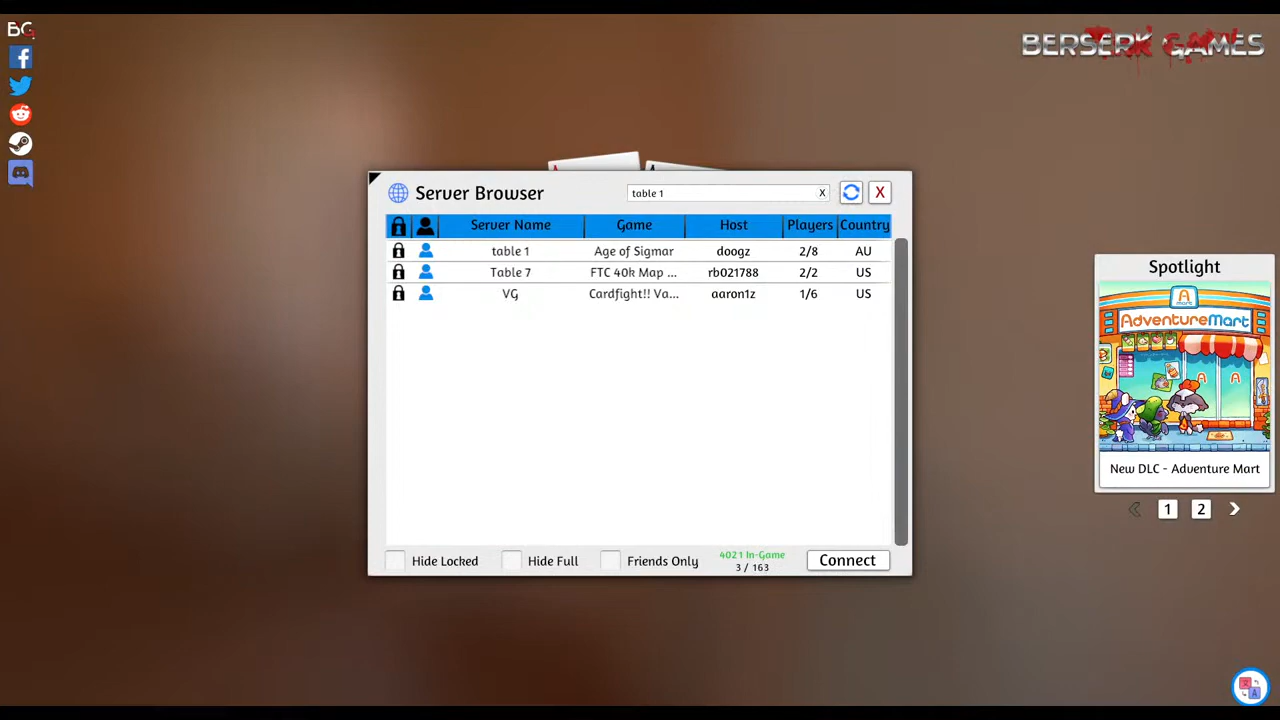 BG
BERSERK GAMES
Server Browser
table 1
X
X
Server Name Game Host Players Country
table 1 Age of Sigmar doogz 2/8 AU
Table 7 FTC 40k Map ... rb021788 2/2 US
VG Cardfight!! Va... aaron1z 1/6 US
Hide Locked
Hide Full
Friends Only
4021 In-Game
3 / 163
Connect
Spotlight
A
mart
AdventureMart
A A
New DLC - Adventure Mart
1 2